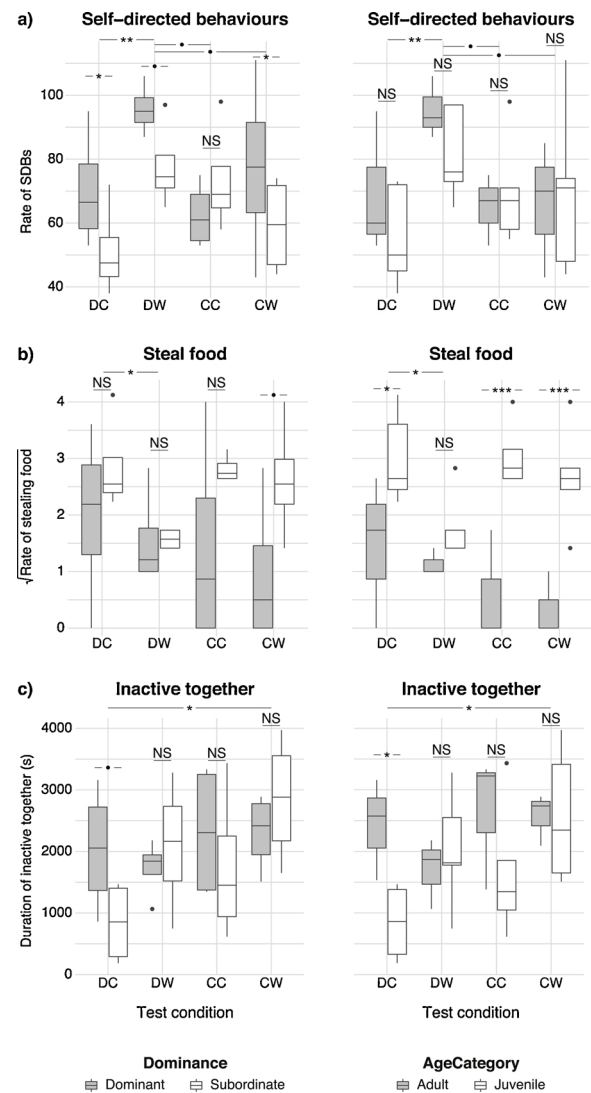 a) Self–directed behaviours Self–directed behaviours
** • •
* • NS *
** • •
NS NS NS NS
Rate of SDBs
100
80
60
40
DC DW CC CW DC DW CC CW
b) Steal food Steal food
*
NS NS NS •
*
* NS *** ***
√Rate of stealing food
4
3
2
1
0
DC DW CC CW DC DW CC CW
c) Inactive together Inactive together
*
• NS NS NS
*
* NS NS NS
Duration of inactive together (s)
4000
3000
2000
1000
0
DC DW CC CW DC DW CC CW
Test condition Test condition
Dominance AgeCategory
Dominant Subordinate Adult Juvenile